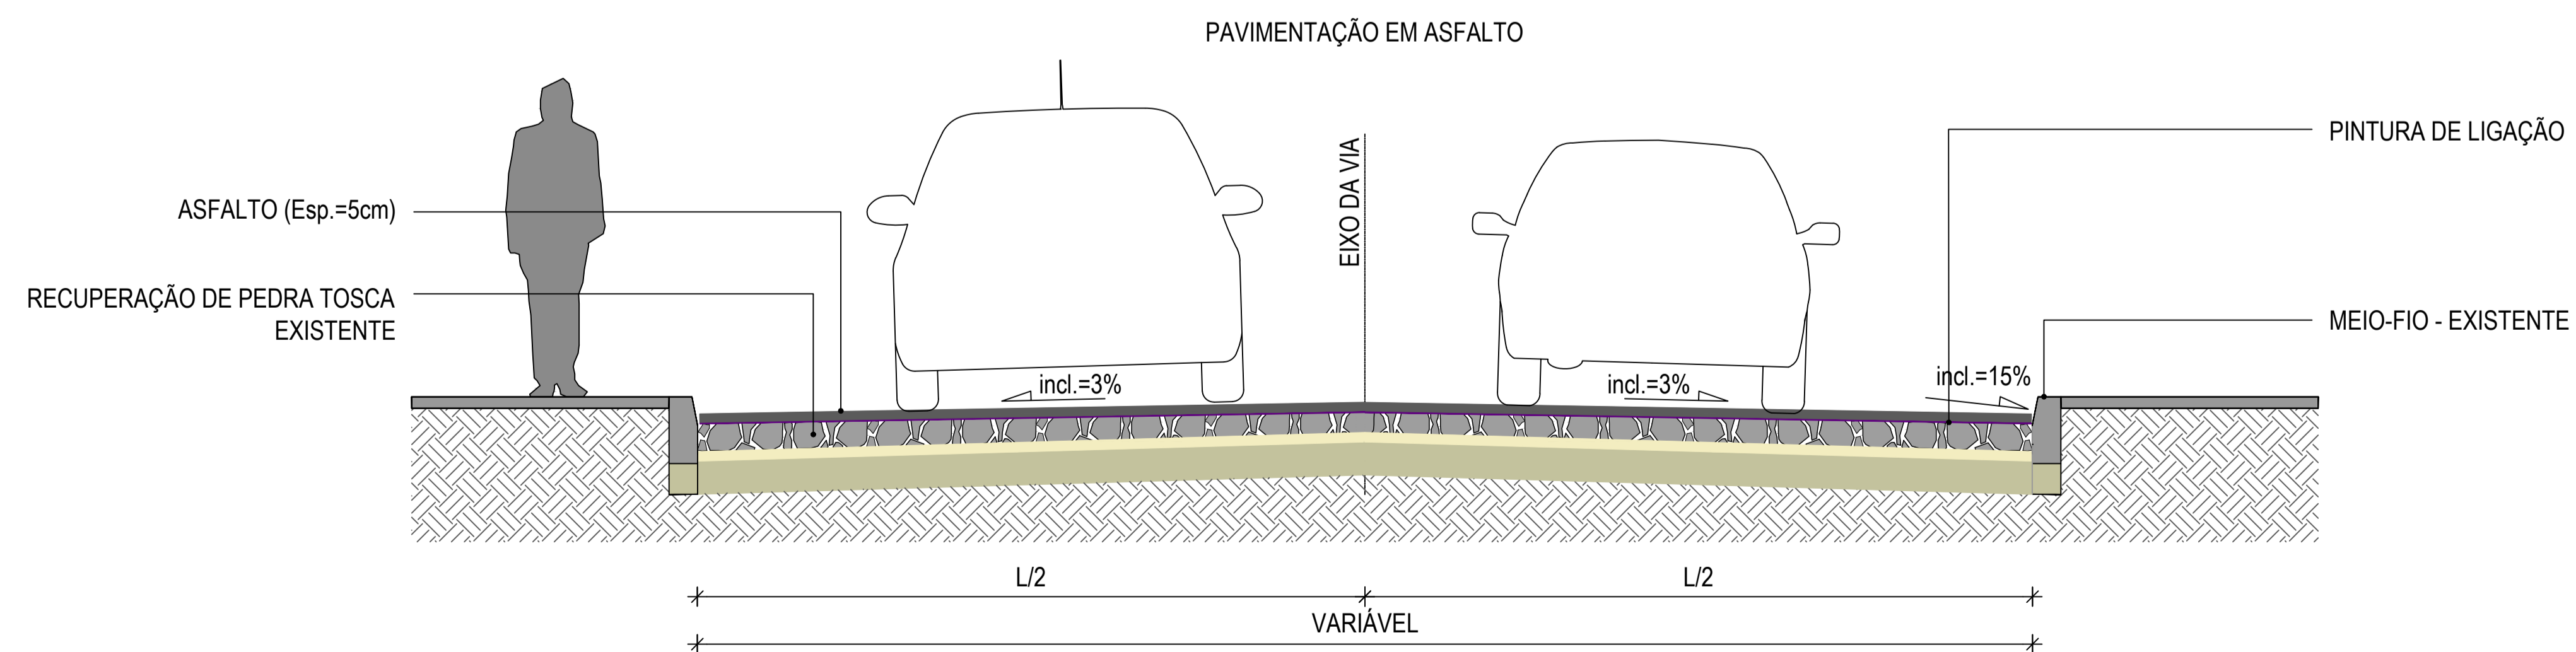 PAVIMENTAÇÃO EM ASFALTO
PINTURA DE LIGAÇÃO
EIXO DA VIA
ASFALTO (Esp.=5cm)
RECUPERAÇÃO DE PEDRA TOSCA
EXISTENTE
MEIO-FIO - EXISTENTE
incl.=3%
incl.=3%
incl.=15%
L/2
L/2
VARIÁVEL